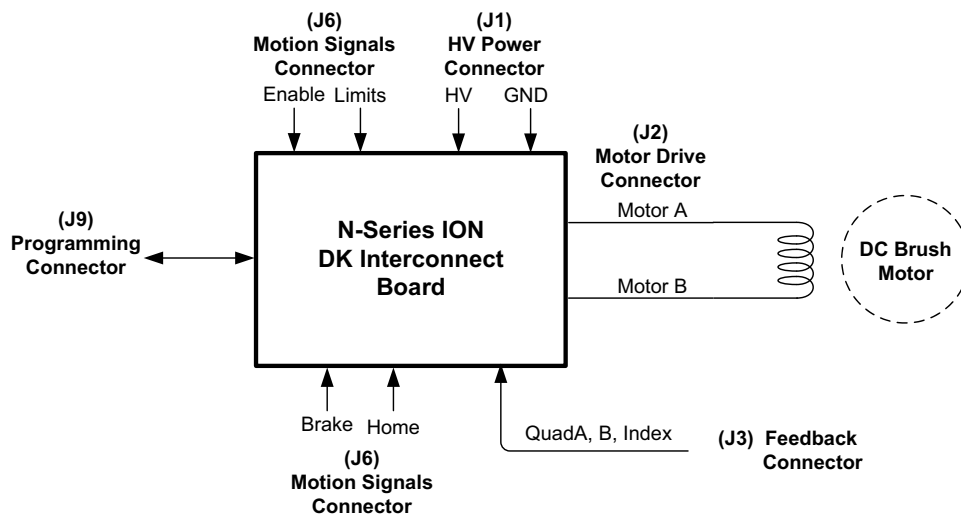 (J6)
Motion Signals
Connector
Enable Limits
(J1)
HV Power
Connector
HV GND
(J2)
Motor Drive
Connector
Motor A
Motor B
DC Brush
Motor
(J9)
Programming
Connector
N-Series ION
DK Interconnect
Board
Brake Home
(J6)
Motion Signals
Connector
QuadA, B, Index
(J3) Feedback
Connector